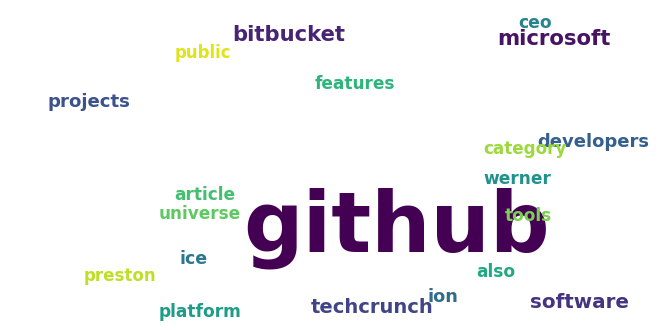 ceo
bitbucket
microsoft
public
features
projects
developers
category
werner
article
universe
github
tools
ice
also
preston
ion
software
techcrunch
platform